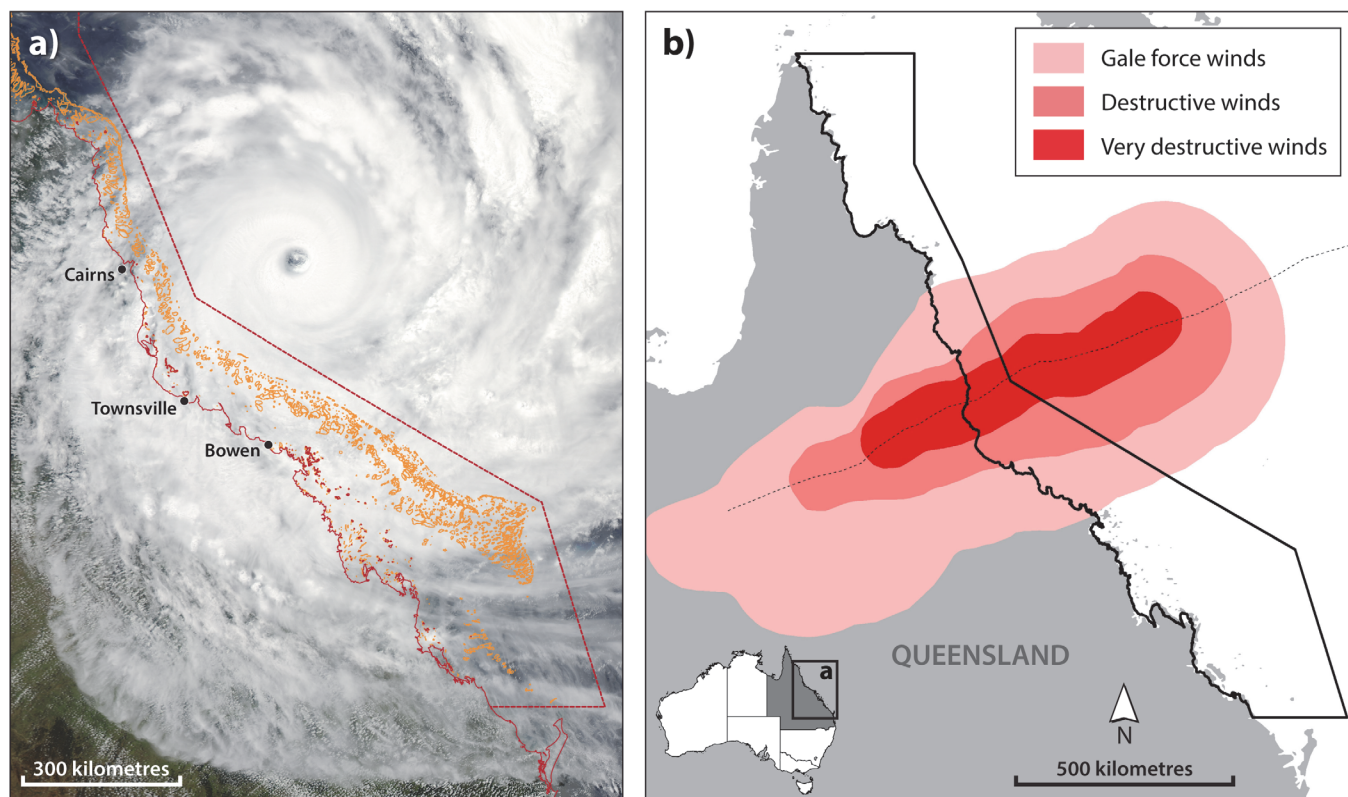 a)
Cairns
Townsville
Bowen
300 kilometres
b)
Gale force winds
Destructive winds
Very destructive winds
QUEENSLAND
a
N
500 kilometres